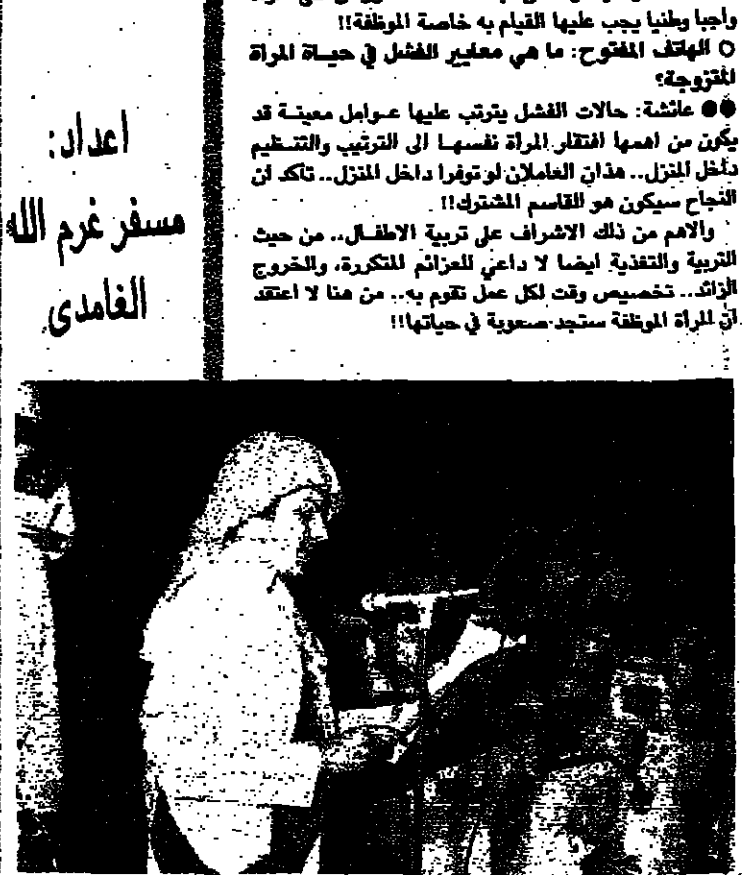 واجبا وطنيا يجب عليها القيام به خاصة الموظفة!!
○ الهاتف المفتوح: ما هي معايير الفشل في حياة المرأة
المتزوجة؟
●● عائشة: حالات الفشل يترتب عليها عوامل معينة قد
يكون من اهمها افتقار المرأة نفسها الى الترتيب والتنظيم
داخل المنزل.. هذان العاملان لو توفرا داخل المنزل.. تأكد لن
النجاح سيكون هو القاسم المشترك!!
والاهم من ذلك الاشراف على تربية الاطفال.. من حيث
التربية والتغذية ايضا لا داعي للعزائم المتكررة، والخروج
الزائد.. تخصيص وقت لكل عمل تقوم به.. من هنا لا اعتقد
أن المرأة الموظفة ستجد صعوبة في حياتها!!
اعداد:
مسفر غرم الله
الغامدى